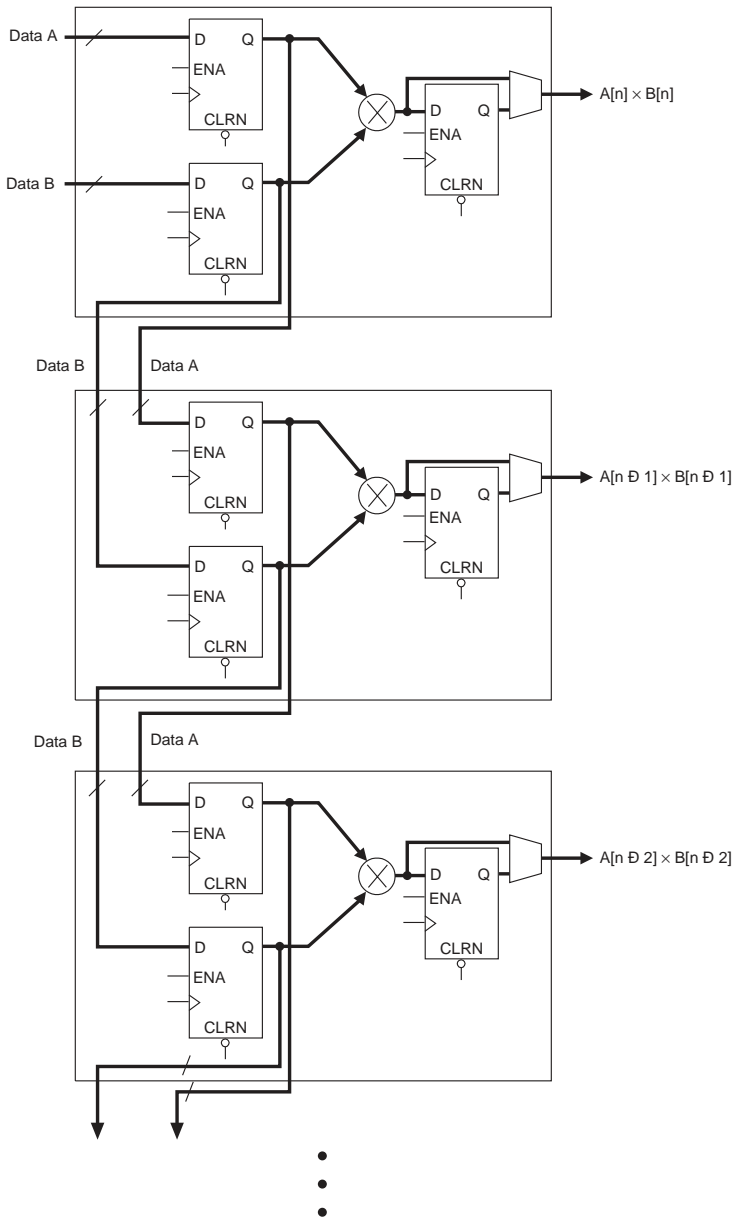 Data A
D Q
ENA
CLRN
D Q
ENA
CLRN
A[n] × B[n]
Data B
D Q
ENA
CLRN
Data B
Data A
D Q
ENA
CLRN
D Q
ENA
CLRN
A[n Ð 1] × B[n Ð 1]
D Q
ENA
CLRN
Data B
Data A
D Q
ENA
CLRN
D Q
ENA
CLRN
A[n Ð 2] × B[n Ð 2]
D Q
ENA
CLRN